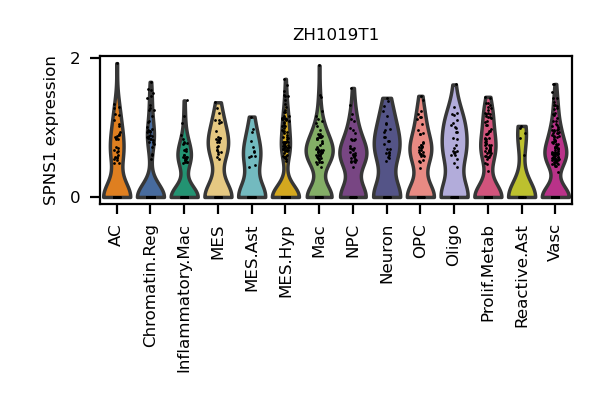 ZH1019T1
SPNS1 expression
2
0
AC
Chromatin.Reg
Inflammatory.Mac
MES
MES.Ast
MES.Hyp
Mac
NPC
Neuron
OPC
Oligo
Prolif.Metab
Reactive.Ast
Vasc